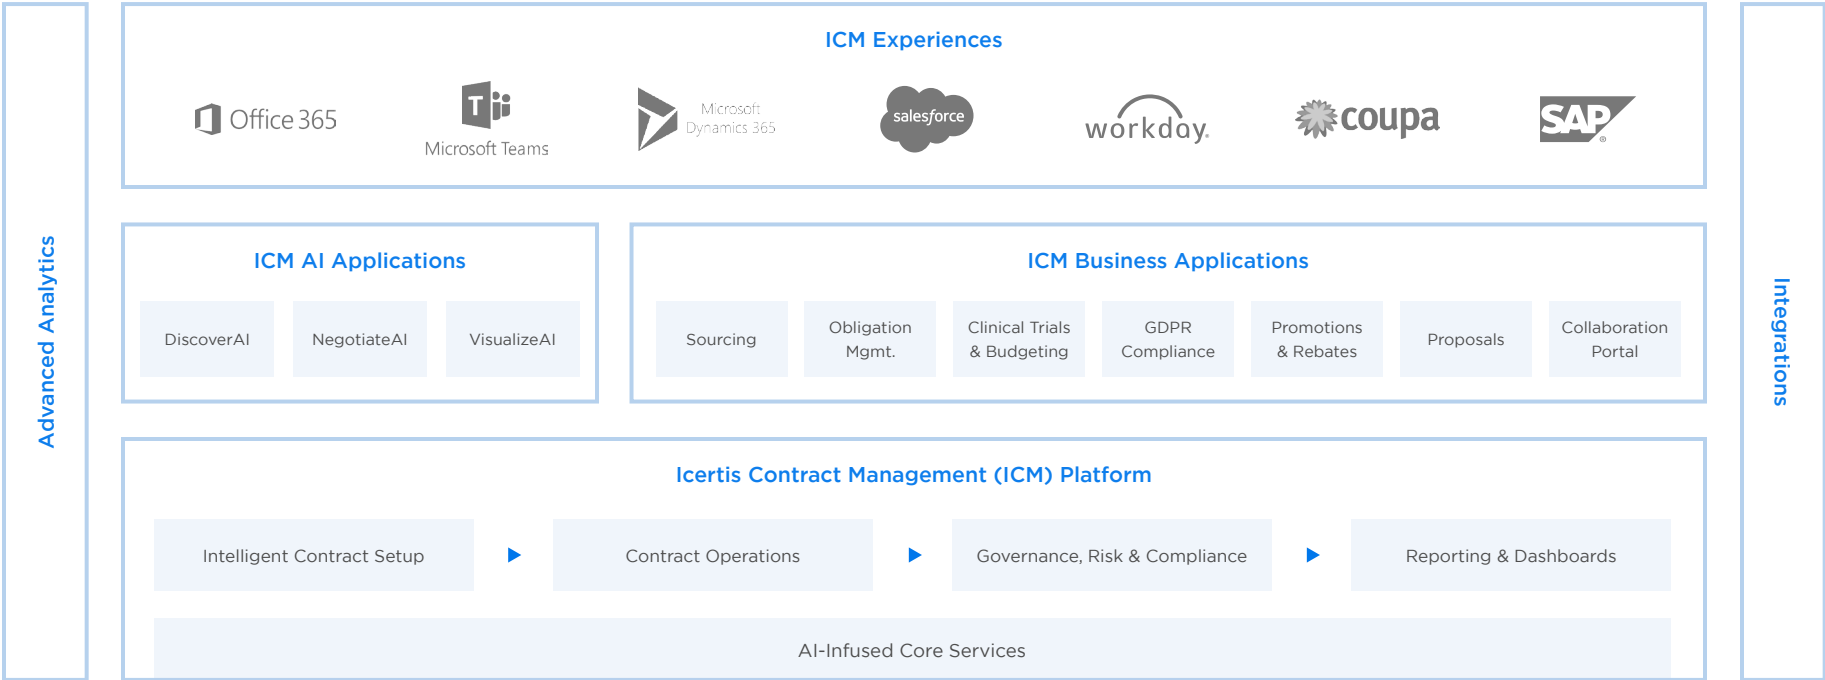 Advanced Analytics
ICM Experiences
Office 365
Microsoft Teams
Microsoft
Dynamics 365
salesforce
workday®
coupa
SAP®
ICM AI Applications
DiscoverAI
NegotiateAI
VisualizeAI
ICM Business Applications
Sourcing
Obligation
Mgmt.
Clinical Trials
& Budgeting
GDPR
Compliance
Promotions
& Rebates
Proposals
Collaboration
Portal
Icertis Contract Management (ICM) Platform
Intelligent Contract Setup
Contract Operations
Governance, Risk & Compliance
Reporting & Dashboards
AI-Infused Core Services
Integrations